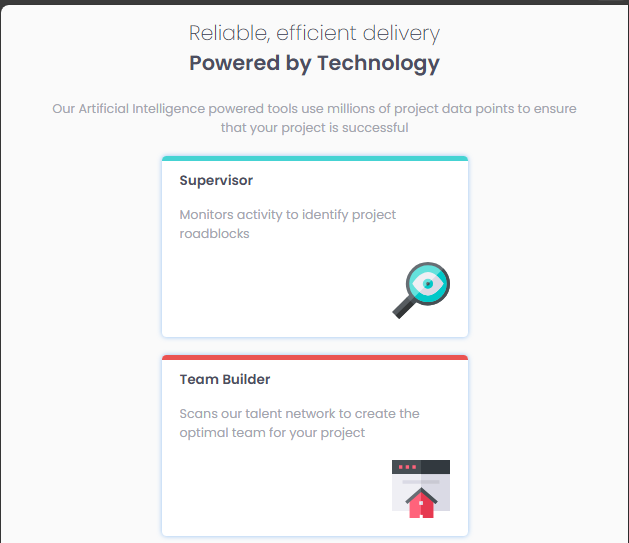 Reliable, efficient delivery
Powered by Technology
Our Artificial Intelligence powered tools use millions of project data points to ensure
that your project is successful
Supervisor
Monitors activity to identify project
roadblocks
Team Builder
Scans our talent network to create the
optimal team for your project